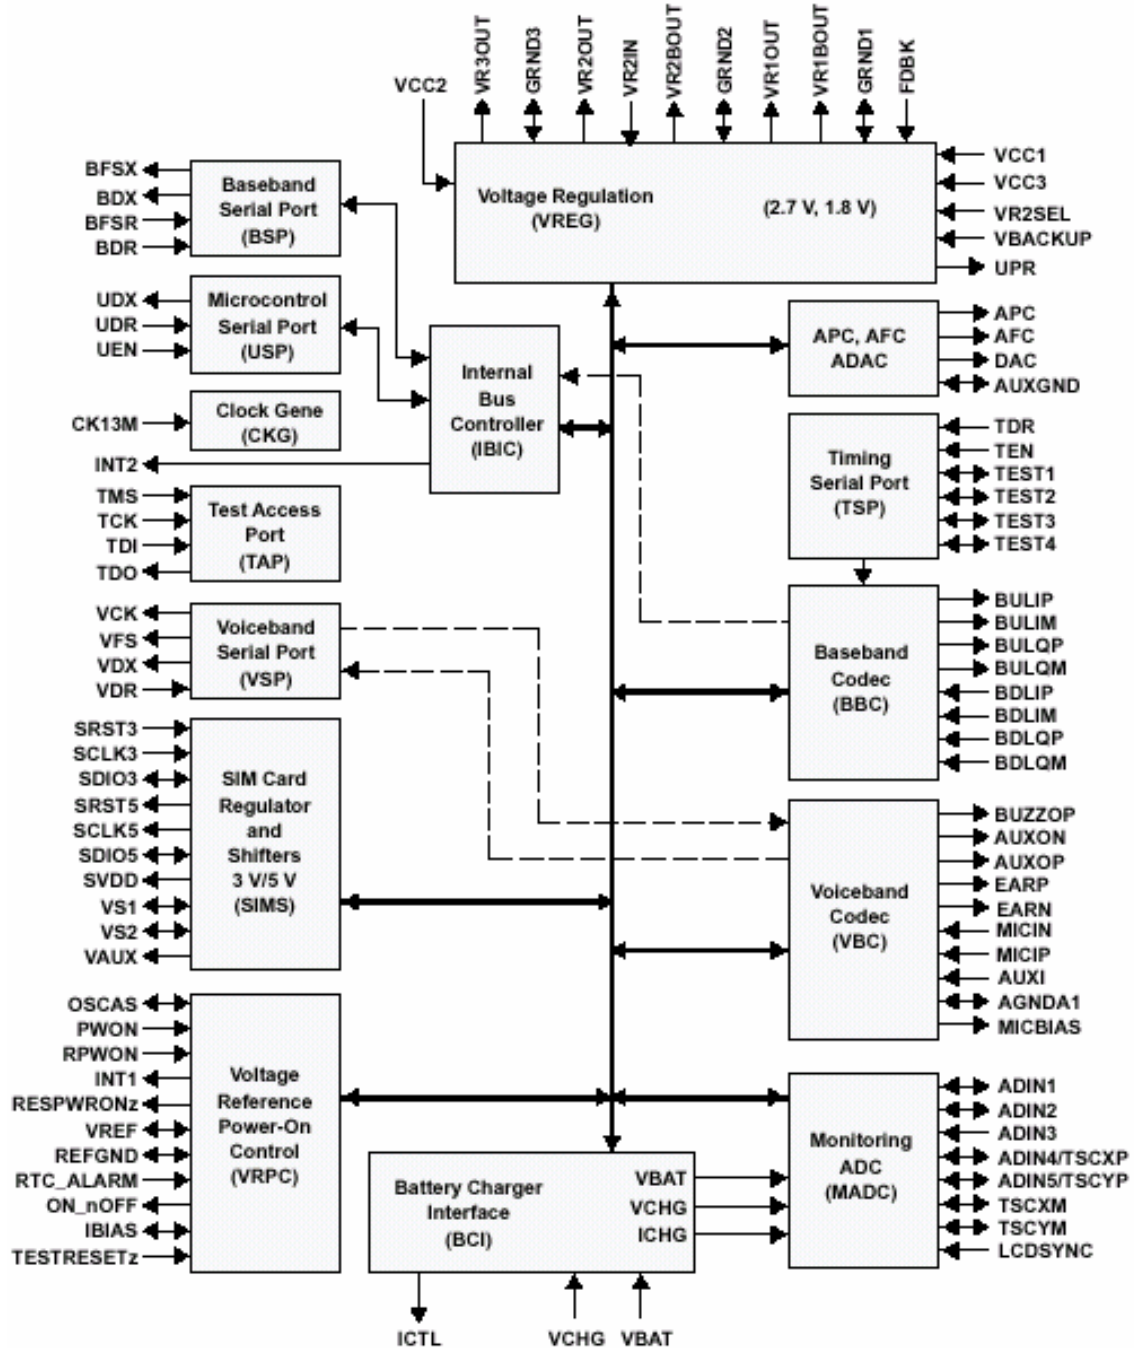 VR3OUT
GRND3
VR2OUT
VR2IN
VR2BOUT
GRND2
VR1OUT
VR1BOUT
GRND1
FDBK
VCC2
Voltage Regulation
(VREG)
(2.7 V, 1.8 V)
VCC1
VCC3
VR2SEL
VBACKUP
UPR
BFSX
BDX
BFSR
BDR
Baseband
Serial Port
(BSP)
UDX
UDR
UEN
Microcontrol
Serial Port
(USP)
CK13M
Clock Gene
(CKG)
INT2
Internal
Bus
Controller
(IBIC)
APC, AFC
ADAC
APC
AFC
DAC
AUXGND
TMS
TCK
TDI
TDO
Test Access
Port
(TAP)
Timing
Serial Port
(TSP)
TDR
TEN
TEST1
TEST2
TEST3
TEST4
VCK
VFS
VDX
VDR
Voiceband
Serial Port
(VSP)
Baseband
Codec
(BBC)
BULIP
BULIM
BULQP
BULQM
BDLIP
BDLIM
BDLQP
BDLQM
SRST3
SCLK3
SDIO3
SRST5
SCLK5
SDIO5
SVDD
VS1
VS2
VAUX
SIM Card
Regulator
and
Shifters
3 V/5 V
(SIMS)
Voiceband
Codec
(VBC)
BUZZOP
AUXON
AUXOP
EARP
EARN
MICIN
MICIP
AUXI
AGNDA1
MICBIAS
OSCAS
PWON
RPWON
INT1
RESPWRONz
VREF
REFGND
RTC_ALARM
ON_nOFF
IBIAS
TESTRESETz
Voltage
Reference
Power-On
Control
(VRPC)
Battery Charger
Interface
(BCI)
VBAT
VCHG
ICHG
Monitoring
ADC
(MADC)
ADIN1
ADIN2
ADIN3
ADIN4/TSCXP
ADIN5/TSCYP
TSCXM
TSCYM
LCDSYNC
ICTL
VCHG
VBAT